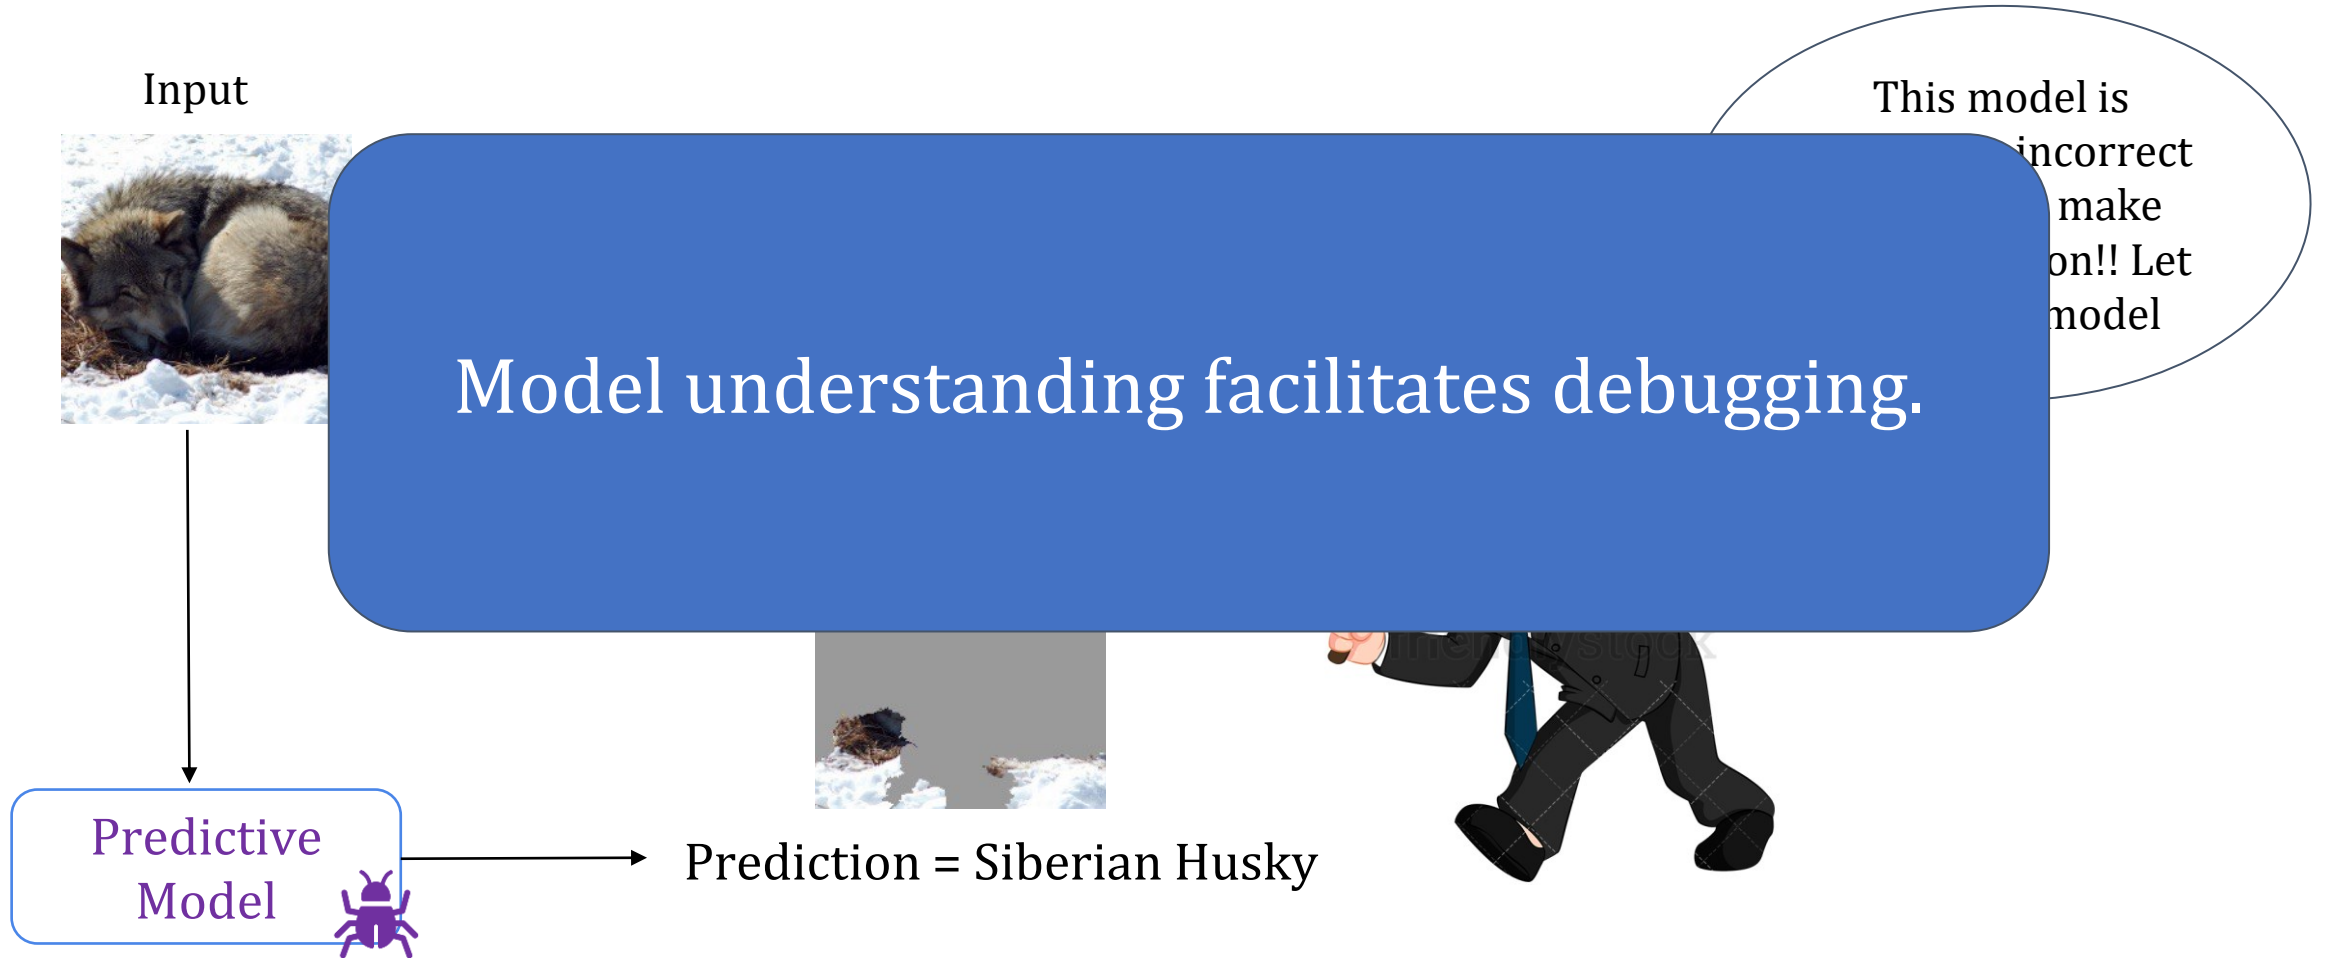 Input
This model is
incorrect
make
on!! Let
model
Model understanding facilitates debugging.
Prediction = Siberian Husky
Predictive
Model